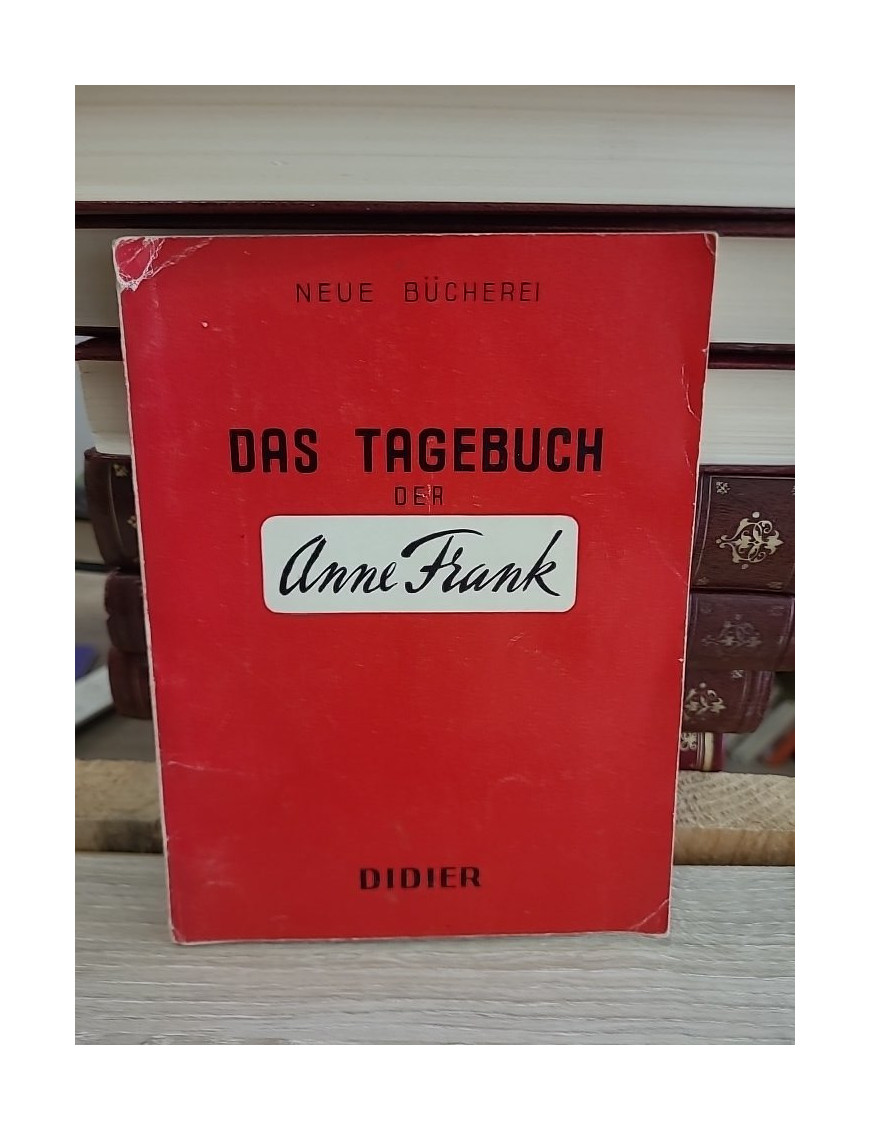 NEUE BÜCHEREI
DAS TAGEBUCH
DER
Anne Frank
DIDIER